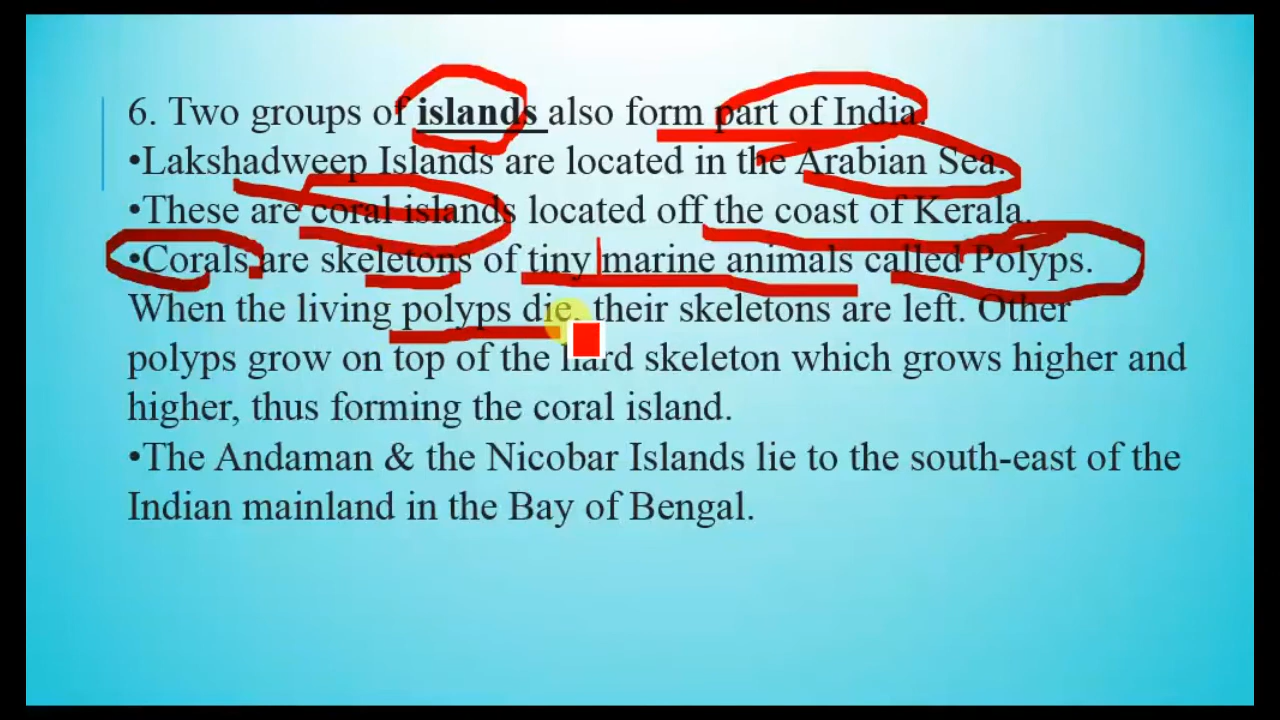 6. Two groups of islands also form part of India.
•Lakshadweep Islands are located in the Arabian Sea.
•These are coral islands located off the coast of Kerala.
•Corals are skeletons of tiny marine animals called Polyps.
When the living polyps die, their skeletons are left. Other
polyps grow on top of the hard skeleton which grows higher and
higher, thus forming the coral island.
•The Andaman & the Nicobar Islands lie to the south-east of the
Indian mainland in the Bay of Bengal.